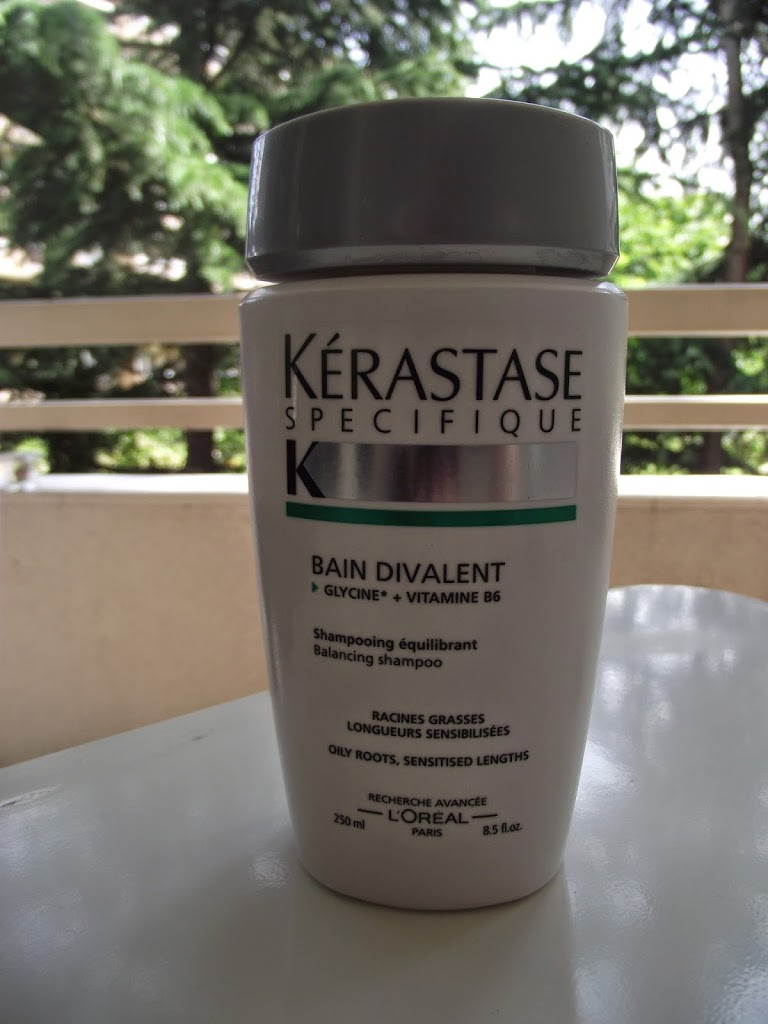 KÉRASTASE
SPECIFIQUE
K
BAIN DIVALENT
GLYCINE* + VITAMINE B6
Shampooing équilibrant
Balancing shampoo
RACINES GRASSES
LONGUEURS SENSIBILISÉES
OILY ROOTS, SENSITISED LENGTHS
RECHERCHE AVANCÉE
L'ORÉAL
PARIS
250 ml 8.5 fl.oz.